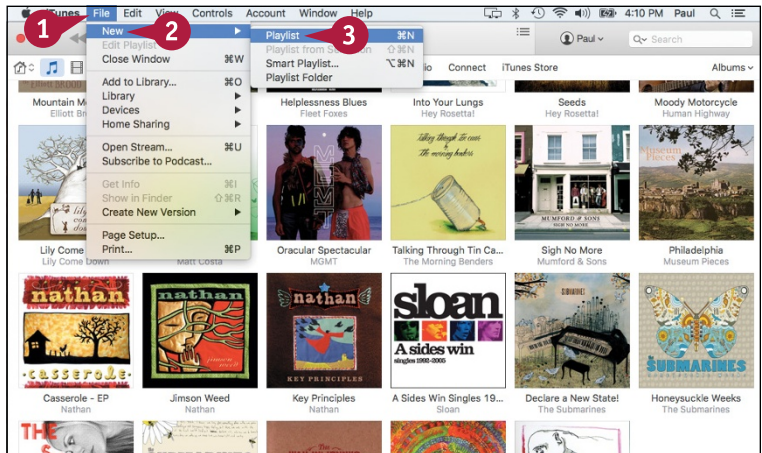 iTunes File Edit View Controls Account Window Help 4:10 PM Paul
1 2 3
New
Edit Playlist
Close Window ⌘W
Add to Library... ⌘O
Library
Devices
Home Sharing
Open Stream... ⌘U
Subscribe to Podcast...
Get Info ⌘I
Show in Finder ⇧⌘R
Create New Version
Page Setup...
Print... ⌘P
Playlist ⌘N
Playlist from ⇧⌘N
Smart Playlist... ⌥⌘N
Playlist Folder
Paul
Search
Connect iTunes Store Albums
Mountain
Elliott
Helplessness Blues
Fleet Foxes
Into Your Lungs
Hey Rosetta!
Seeds
Hey Rosetta!
Moody Motorcycle
Human Highway
MGMT
Talking Through Tin Cans
The morning benders
MUMFORD & SONS
SIGH NO MORE
Museum
Pieces
Lily Come Down
Lily Come Down
Matt Costa
Oracular Spectacular
MGMT
Talking Through Tin Ca...
The Morning Benders
Sigh No More
Mumford & Sons
Philadelphia
Museum Pieces
nathan
casserole
nathan
jimson
weed
nathan
KEY PRINCIPLES
sloan
A sides win
singles 1992-2005
SUBMARINES
SUBMARINES
Casserole - EP
Nathan
Jimson Weed
Nathan
Key Principles
Nathan
A Sides Win Singles 19...
Sloan
Declare a New State!
The Submarines
Honeysuckle Weeks
The Submarines
THE
S
The